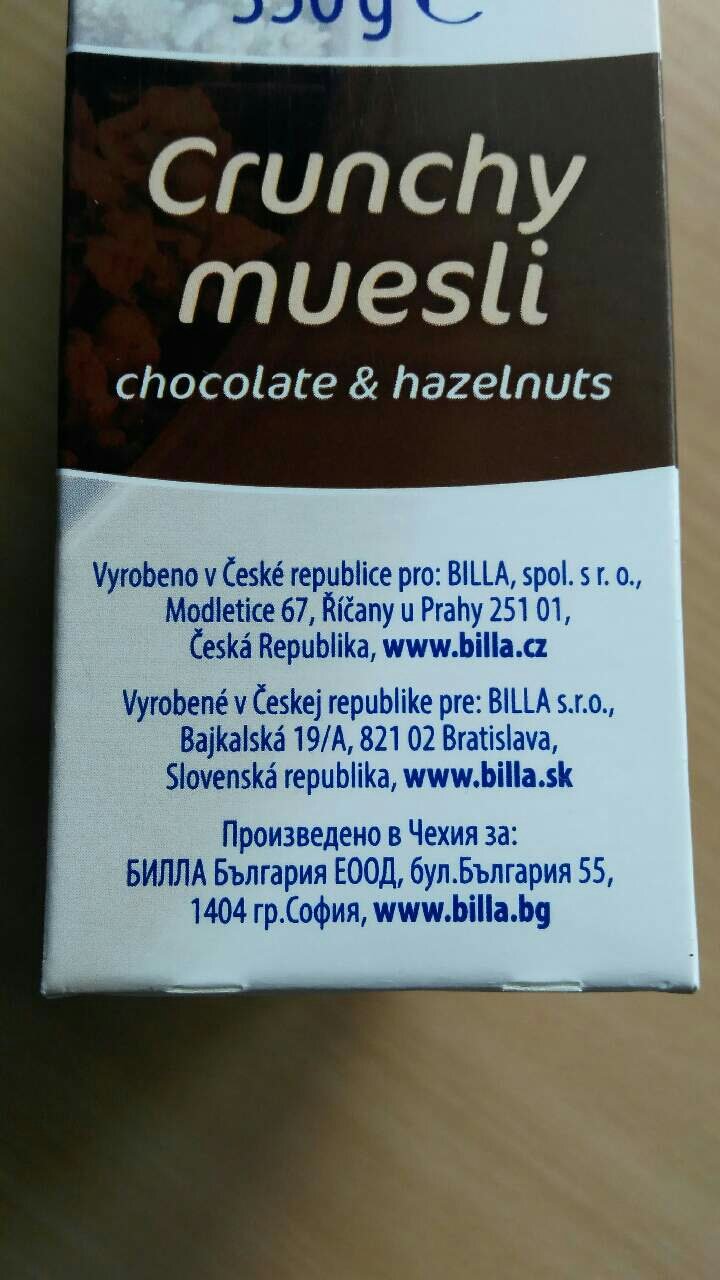 Crunchy
muesli
chocolate & hazelnuts
Vyrobeno v České republice pro: BILLA, spol. s r. o.,
Modletice 67, Říčany u Prahy 251 01,
Česká Republika, www.billa.cz
Vyrobené v Českej republike pre: BILLA s.r.o.,
Bajkalská 19/A, 821 02 Bratislava,
Slovenská republika, www.billa.sk
Произведено в Чехия за:
БИЛЛА България ЕООД, бул.България 55,
1404 гр.София, www.billa.bg